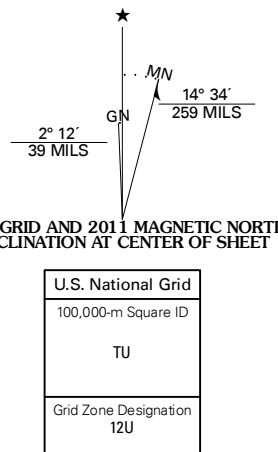 MN
GN
14° 34´
259 MILS
2° 12´
39 MILS
GRID AND 2011 MAGNETIC NORTH
CLINATION AT CENTER OF SHEET
U.S. National Grid
100,000-m Square ID
TU
Grid Zone Designation
12U